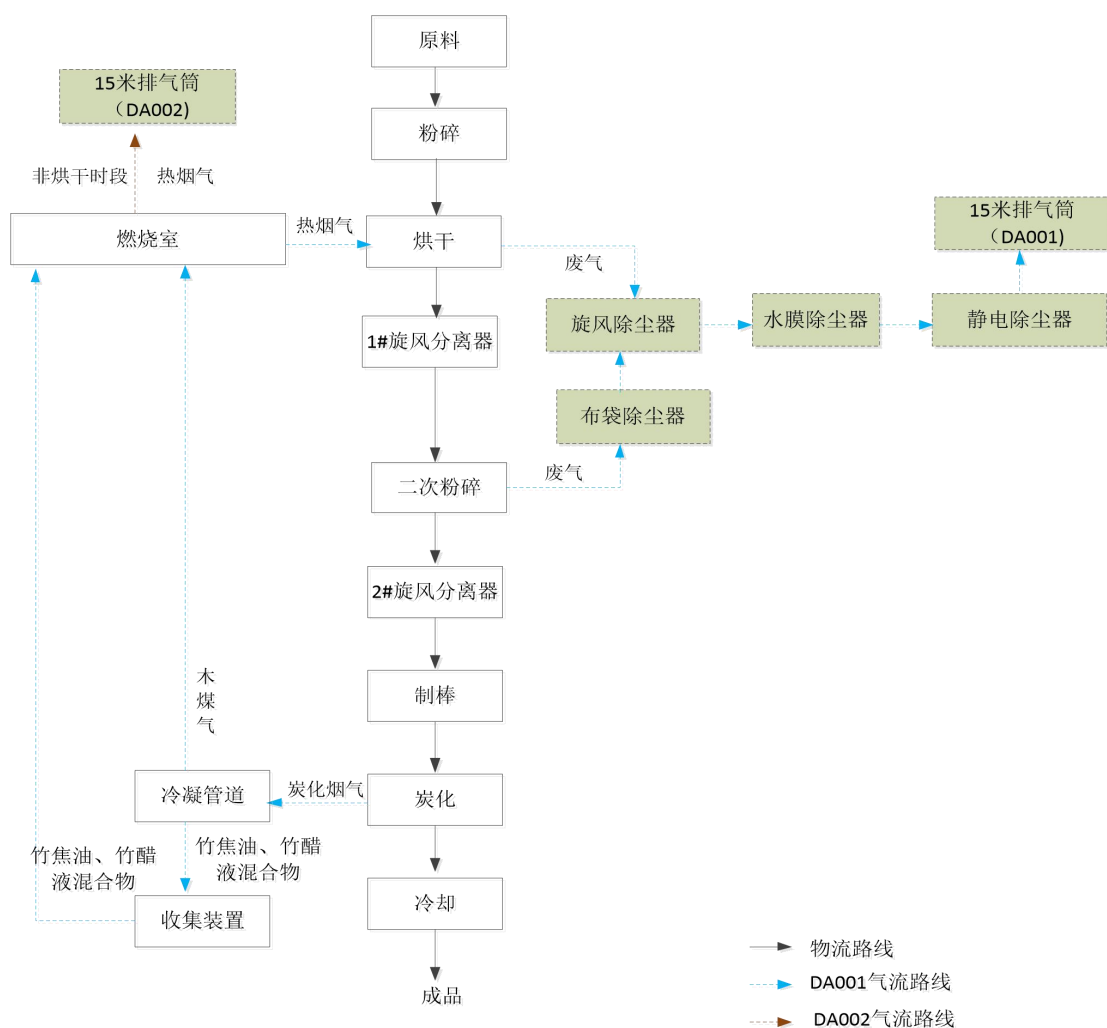 原料
15米排气筒
（DA002)
粉碎
非烘干时段
热烟气
15米排气筒
（DA001)
燃烧室
热烟气
烘干
废气
1#旋风分离器
旋风除尘器
水膜除尘器
静电除尘器
布袋除尘器
二次粉碎
废气
2#旋风分离器
木
煤
气
制棒
冷凝管道
炭化烟气
炭化
竹焦油、竹醋
液混合物
竹焦油、竹醋
液混合物
收集装置
冷却
成品
物流路线
DA001气流路线
DA002气流路线